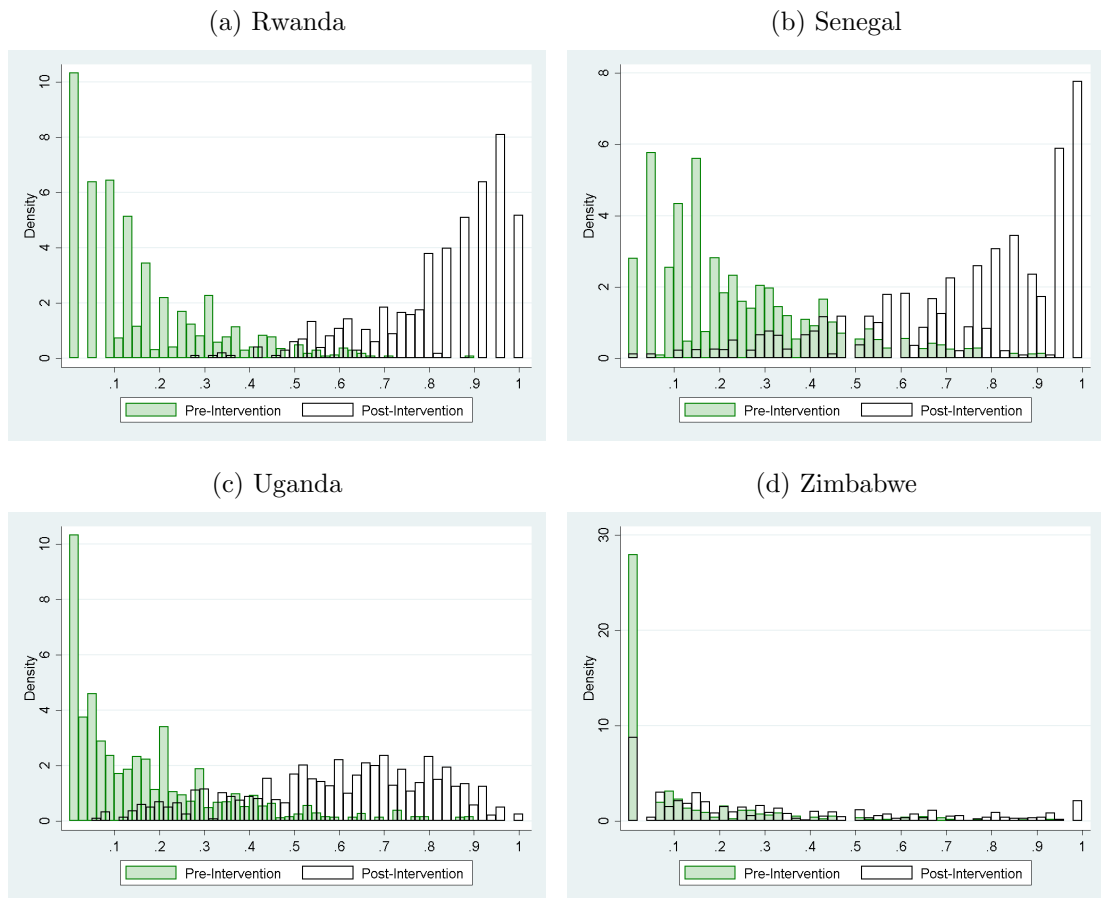 (a) Rwanda
Density
10
8
6
4
2
0
.1 .2 .3 .4 .5 .6 .7 .8 .9 1
Pre-Intervention Post-Intervention
(b) Senegal
Density
8
6
4
2
0
.1 .2 .3 .4 .5 .6 .7 .8 .9 1
Pre-Intervention Post-Intervention
(c) Uganda
Density
10
8
6
4
2
0
.1 .2 .3 .4 .5 .6 .7 .8 .9 1
Pre-Intervention Post-Intervention
(d) Zimbabwe
Density
30
20
10
0
.1 .2 .3 .4 .5 .6 .7 .8 .9 1
Pre-Intervention Post-Intervention